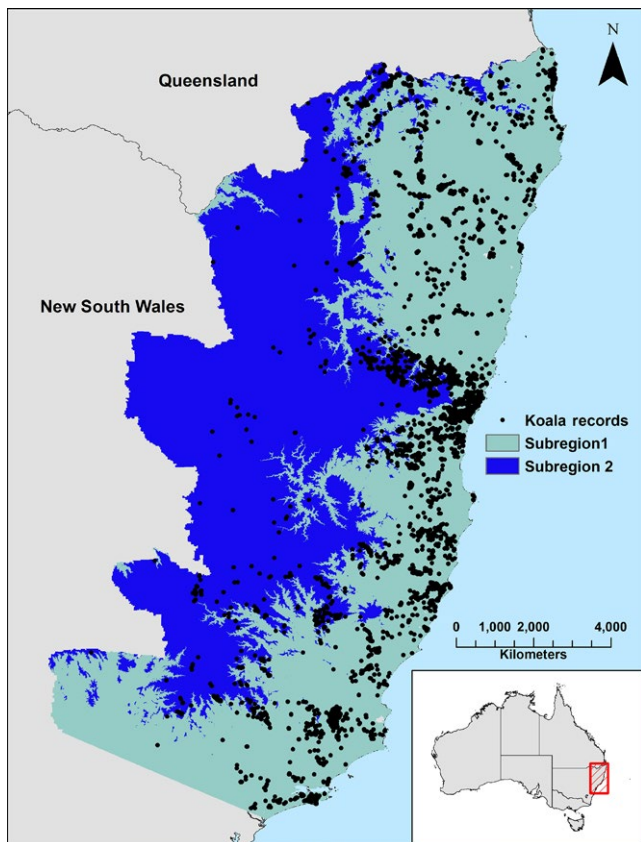 N
Queensland
New South Wales
Koala records
Subregion1
Subregion 2
0 1,000 2,000 4,000
Kilometers